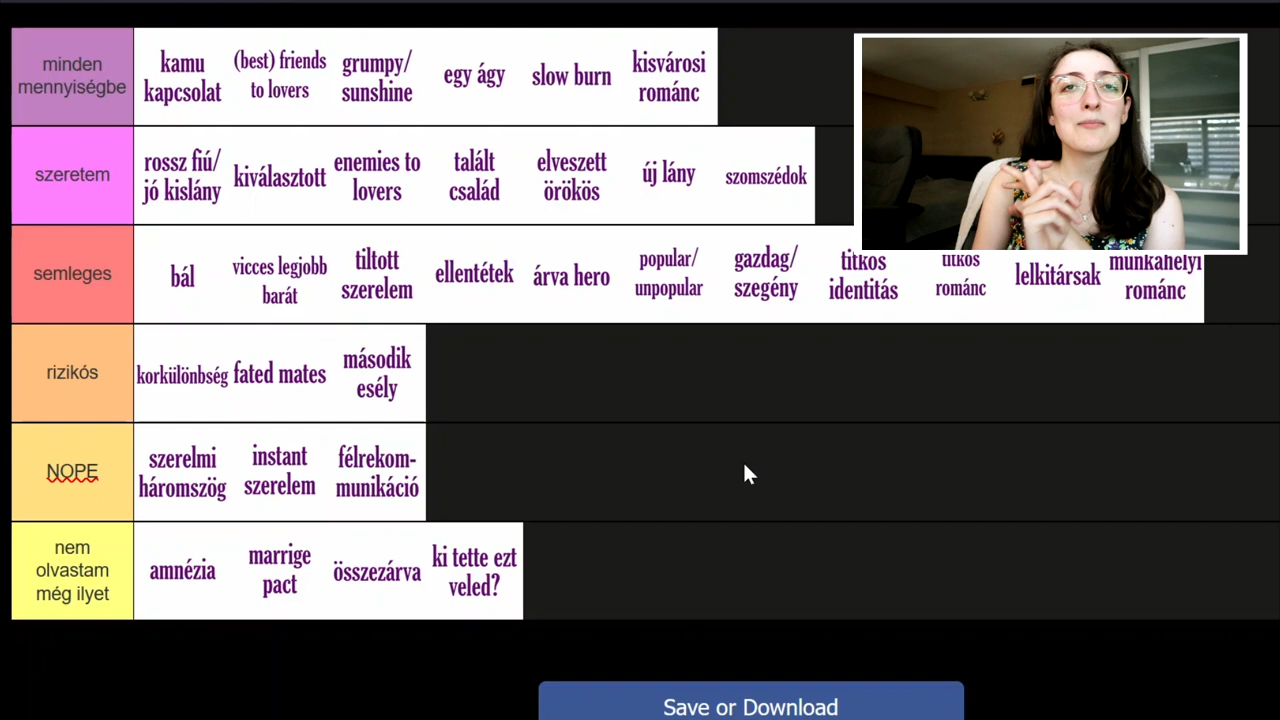 minden
mennyiségbe
kamu
kapcsolat
(best) friends
to lovers
grumpy/
sunshine
egy ágy
slow burn
kisvárosi
románc
szeretem
rossz fiú/
jó kislány
kiválasztott
enemies to
lovers
talált
család
elveszett
örökös
új lány
szomszédok
semleges
bál
vicces legjobb
barát
tiltott
szerelem
ellentétek
árva hero
popular/
unpopular
gazdag/
szegény
titkos
identitás
titkos
románc
lelkitársak
munkahelyi
románc
rizikós
korkülönbség
fated mates
második
esély
NOPE
szerelmi
háromszög
instant
szerelem
félrekom-
munikáció
nem
olvastam
még ilyet
amnézia
marrige
pact
összezárva
ki tette ezt
veled?
Save or Download